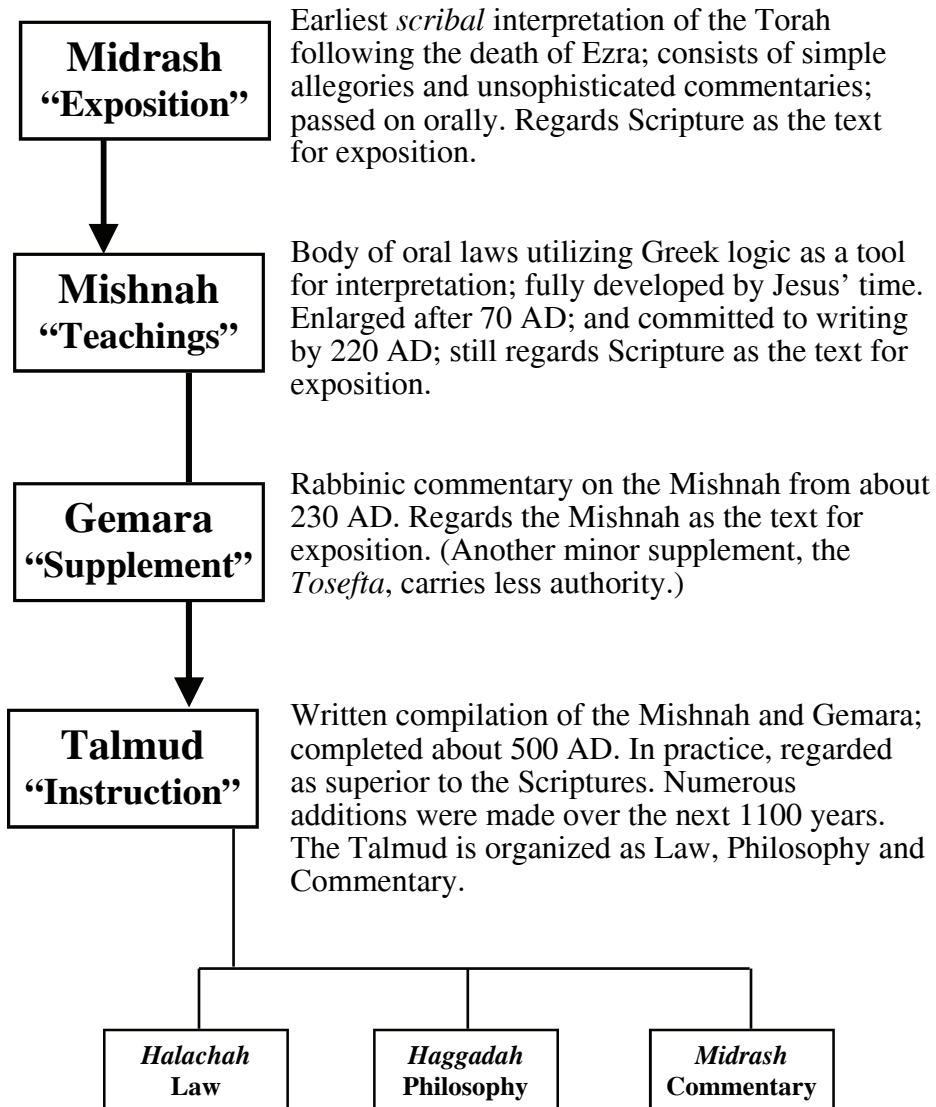 Midrash
“Exposition”
Earliest scribal interpretation of the Torah
following the death of Ezra; consists of simple
allegories and unsophisticated commentaries;
passed on orally. Regards Scripture as the text
for exposition.
Mishnah
“Teachings”
Body of oral laws utilizing Greek logic as a tool
for interpretation; fully developed by Jesus’ time.
Enlarged after 70 AD; and committed to writing
by 220 AD; still regards Scripture as the text for
exposition.
Gemara
“Supplement”
Rabbinic commentary on the Mishnah from about
230 AD. Regards the Mishnah as the text for
exposition. (Another minor supplement, the
Tosefta, carries less authority.)
Talmud
“Instruction”
Written compilation of the Mishnah and Gemara;
completed about 500 AD. In practice, regarded
as superior to the Scriptures. Numerous
additions were made over the next 1100 years.
The Talmud is organized as Law, Philosophy and
Commentary.
Halachah
Law
Haggadah
Philosophy
Midrash
Commentary